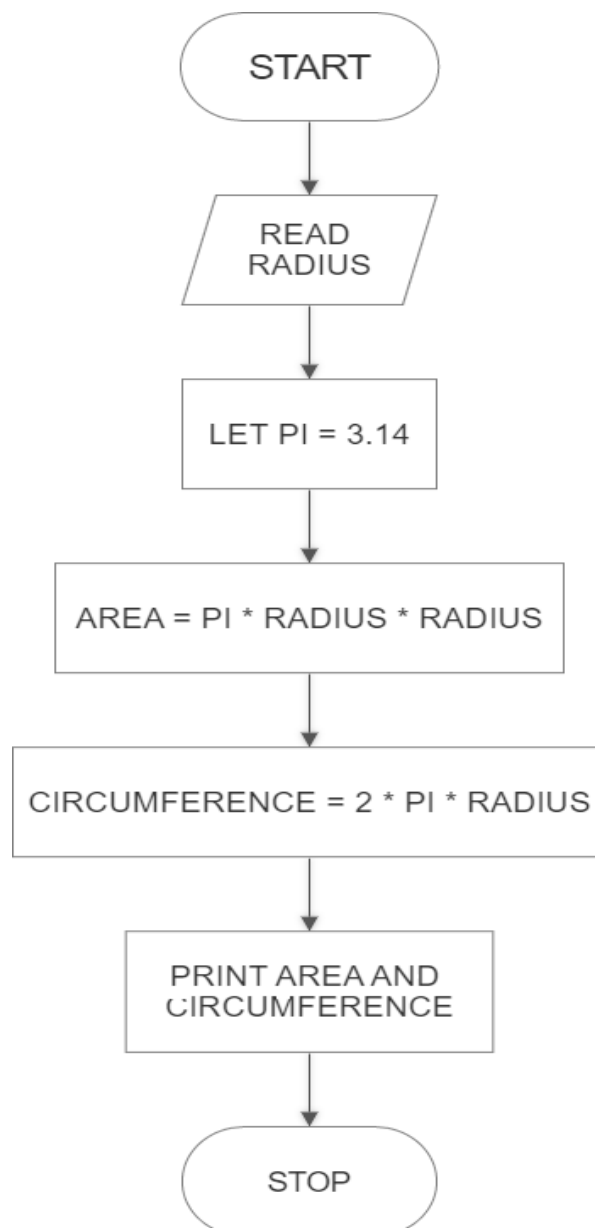 START
READ
RADIUS
LET PI = 3.14
AREA = PI * RADIUS * RADIUS
CIRCUMFERENCE = 2 * PI * RADIUS
PRINT AREA AND
CIRCUMFERENCE
STOP